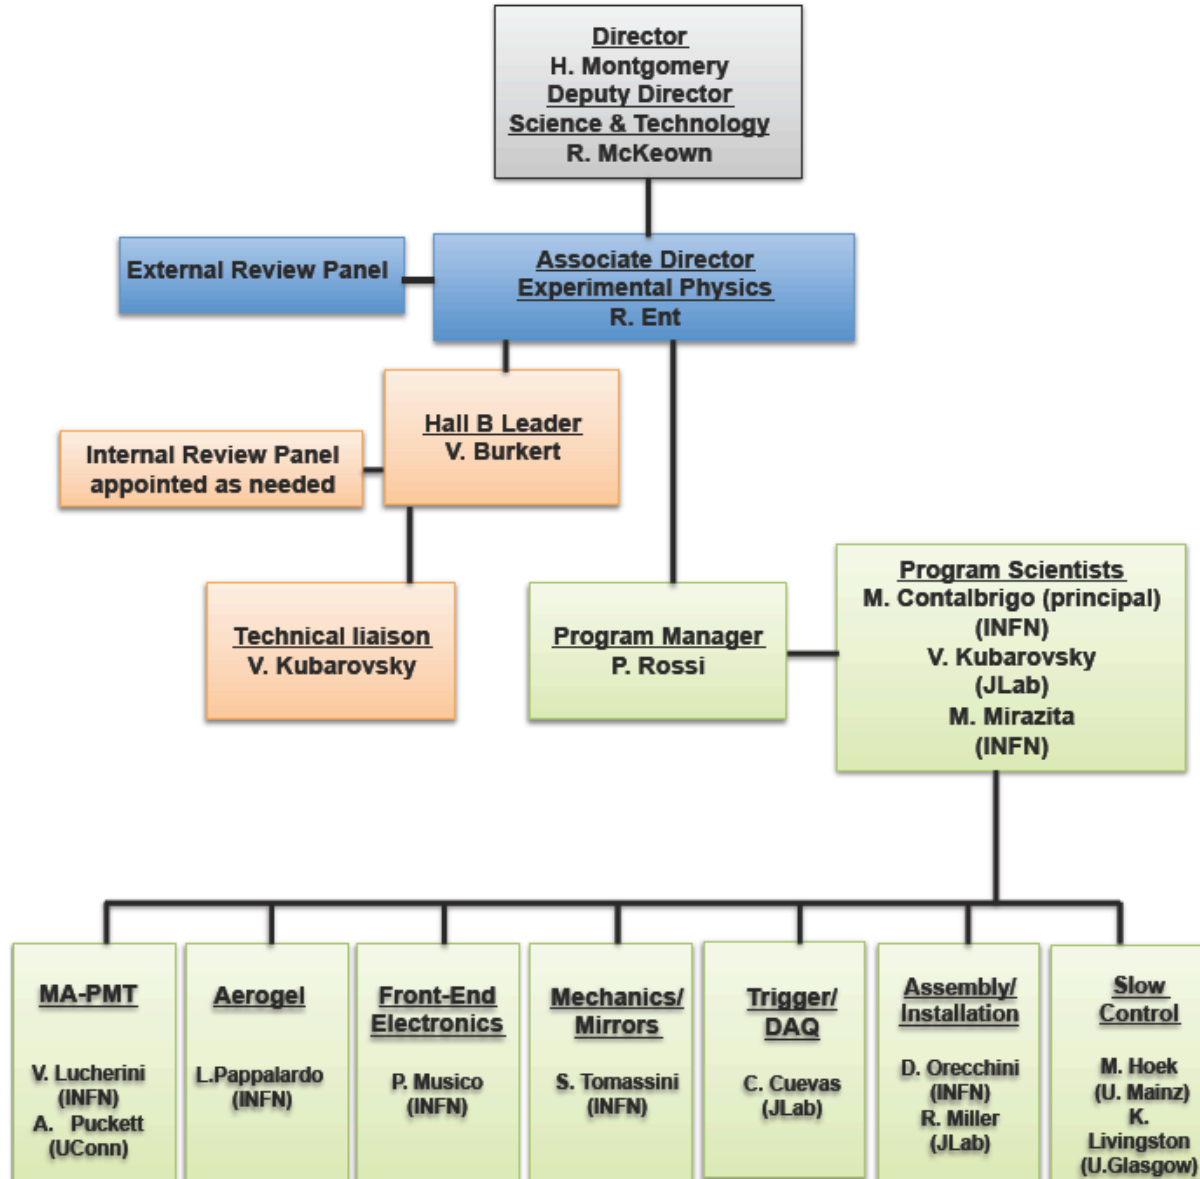 Director
H. Montgomery
Deputy Director
Science & Technology
R. McKeown
External Review Panel
Associate Director
Experimental Physics
R. Ent
Hall B Leader
V. Burkert
Internal Review Panel
appointed as needed
Technical liaison
V. Kubarovsky
Program Manager
P. Rossi
Program Scientists
M. Contalbrigo (principal)
(INFN)
V. Kubarovsky
(JLab)
M. Mirazita
(INFN)
MA-PMT
V. Lucherini
(INFN)
A. Puckett
(UConn)
Aerogel
L.Pappalardo
(INFN)
Front-End
Electronics
P. Musico
(INFN)
Mechanics/
Mirrors
S. Tomassini
(INFN)
Trigger/
DAQ
C. Cuevas
(JLab)
Assembly/
Installation
D. Orecchini
(INFN)
R. Miller
(JLab)
Slow
Control
M. Hoek
(U. Mainz)
K.
Livingston
(U.Glasgow)